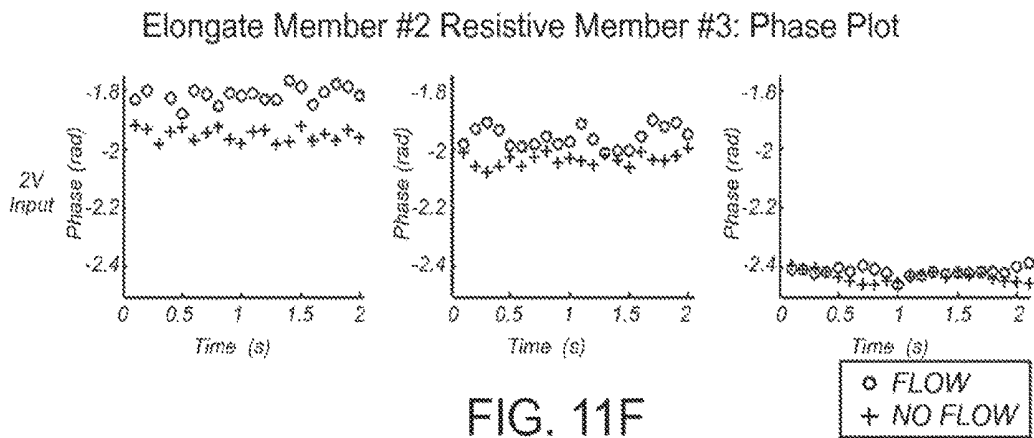 Elongate Member #2 Resistive Member #3: Phase Plot
2V
Input
Phase (rad)
-1.8
-2
-2.2
-2.4
0 0.5 1 1.5 2
Time (s)
Phase (rad)
-1.8
-2
-2.2
-2.4
0 0.5 1 1.5 2
Time (s)
Phase (rad)
-1.8
-2
-2.2
-2.4
0 0.5 1 1.5 2
Time (s)
FLOW
NO FLOW
FIG. 11F